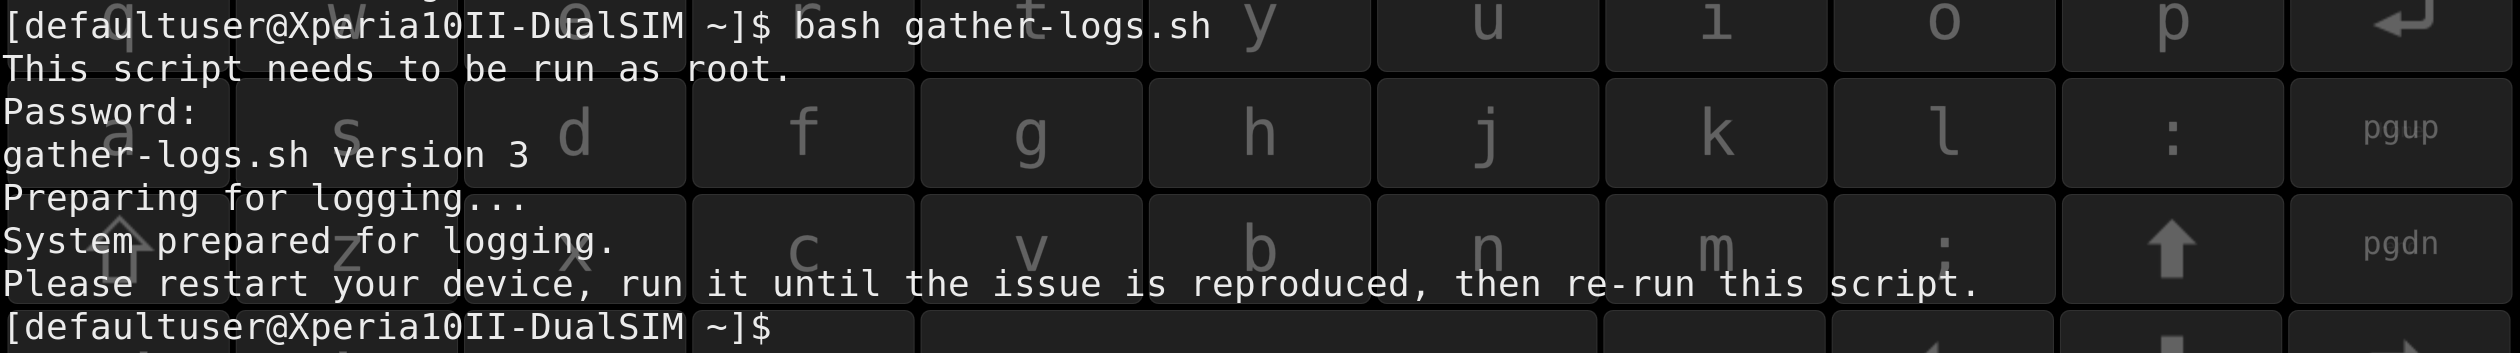 [defaultuser@Xperia10II-DualSIM ~]$ bash gather-logs.sh
This script needs to be run as root.
Password:
gather-logs.sh version 3
Preparing for logging...
System prepared for logging.
Please restart your device, run it until the issue is reproduced, then re-run this script.
[defaultuser@Xperia10II-DualSIM ~]$
q w e r t y u i o p
a s d f g h j k l : pgup
z x c v b n m ; pgdn